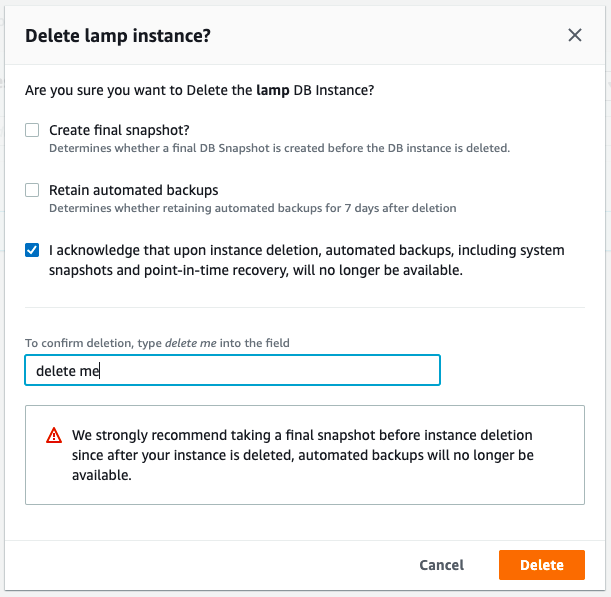 Delete lamp instance?
Are you sure you want to Delete the lamp DB Instance?
Create final snapshot?
Determines whether a final DB Snapshot is created before the DB instance is deleted.
Retain automated backups
Determines whether retaining automated backups for 7 days after deletion
I acknowledge that upon instance deletion, automated backups, including system
snapshots and point-in-time recovery, will no longer be available.
To confirm deletion, type delete me into the field
delete me
We strongly recommend taking a final snapshot before instance deletion
since after your instance is deleted, automated backups will no longer be
available.
Cancel
Delete